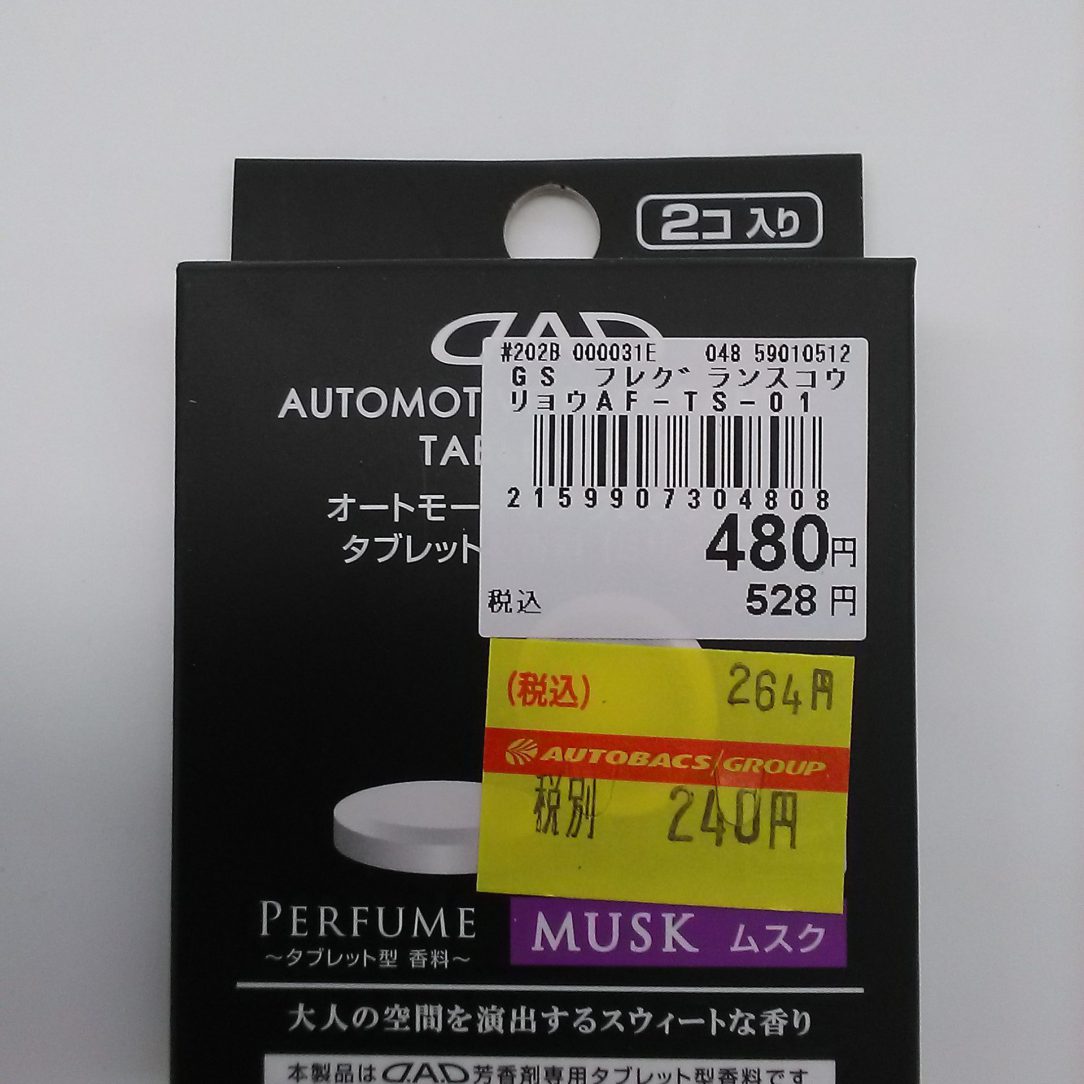 2コ入り
D.A.D
#202B 000031E 048 59010512
GS フレグランスコウ
リョウAF-TS-01
AUTOMOT
TAB
2159907304808
オートモー
タブレット
480円
税込 528円
(税込) 264円
AUTOBACS GROUP
税別 240円
PERFUME
～タブレット型 香料～
MUSK ムスク
大人の空間を演出するスウィートな香り
本製品はD.A.D芳香剤専用タブレット型香料です